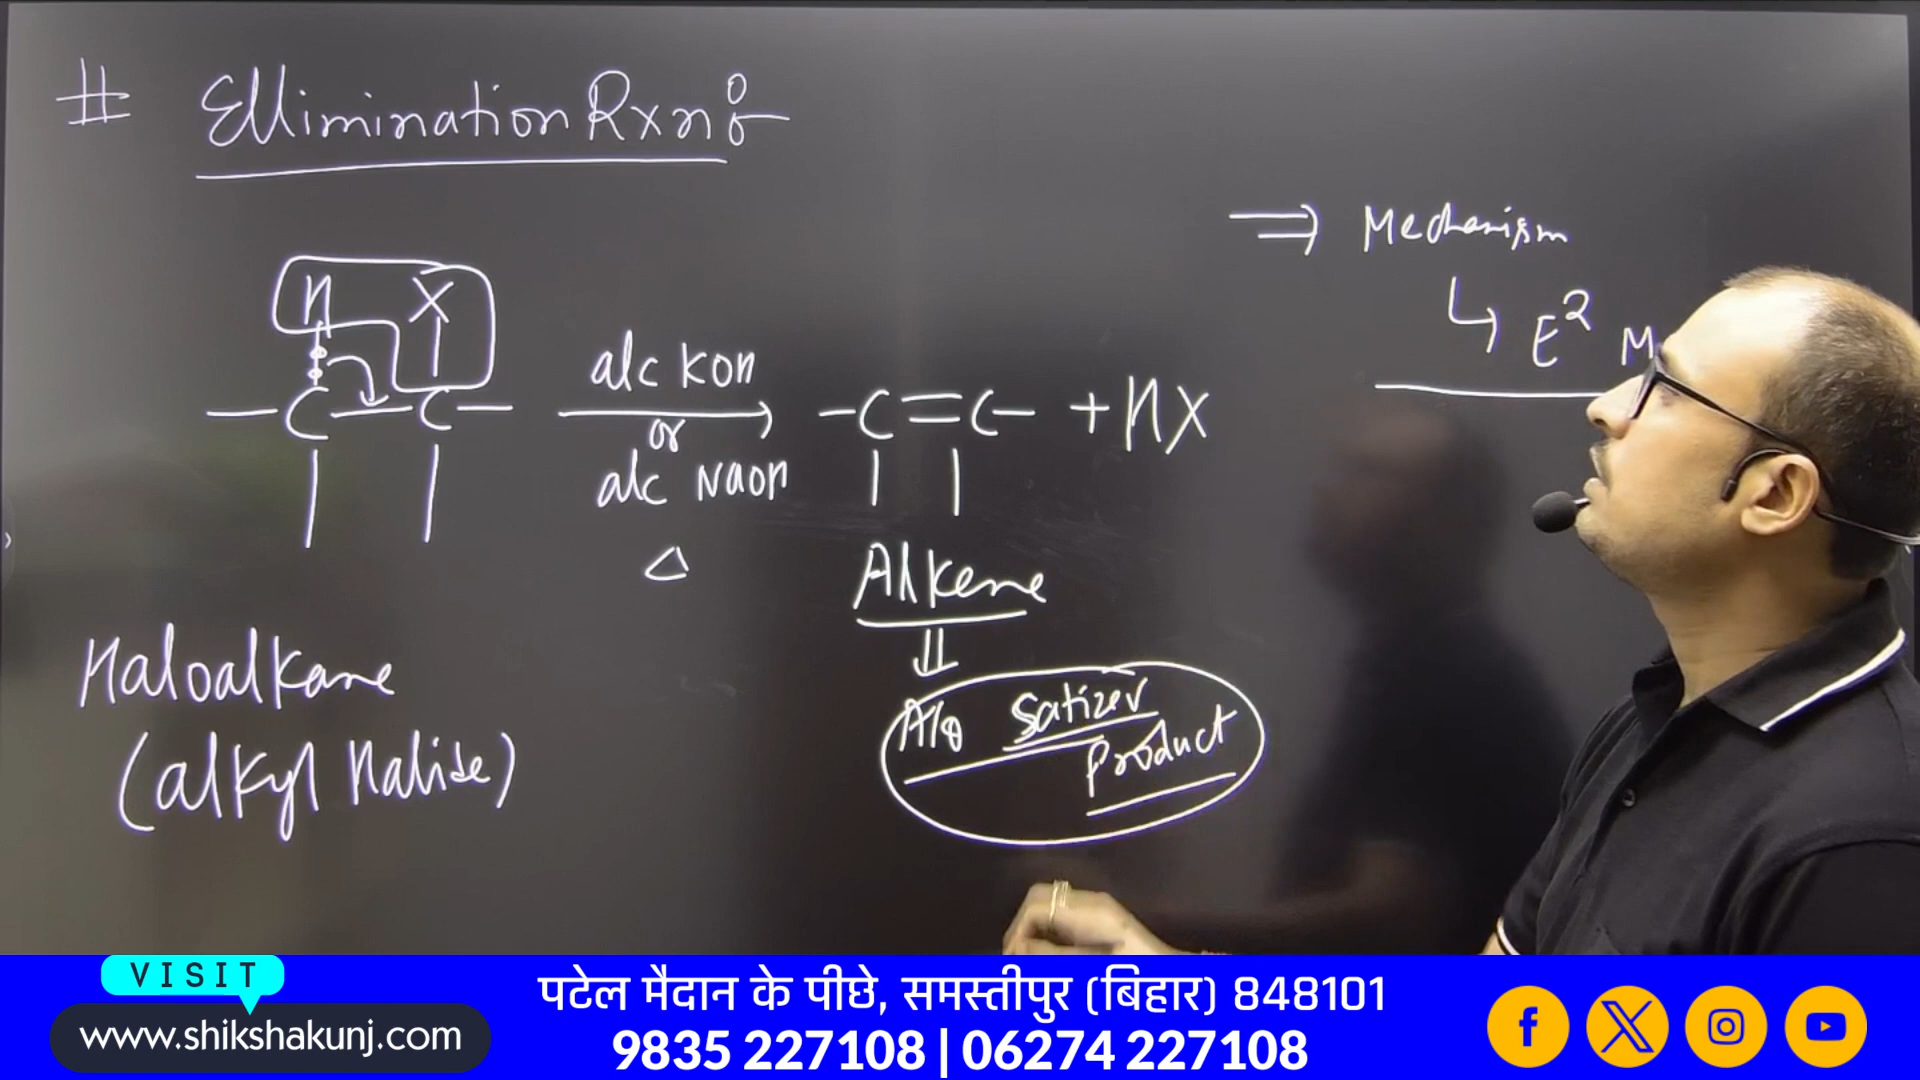 # Ellimination Rxn :-
⇒ Mechanism
↳ E² M
H X
alc KOH
-C-C- or -C=C- + HX
alc NaOH
Δ
Alkene
⇓
Haloalkane
(alkyl Halide)
A/Q Satizev
Product
VISIT
www.shikshakunj.com
पटेल मैदान के पीछे, समस्तीपुर (बिहार) 848101
9835 227108 | 06274 227108